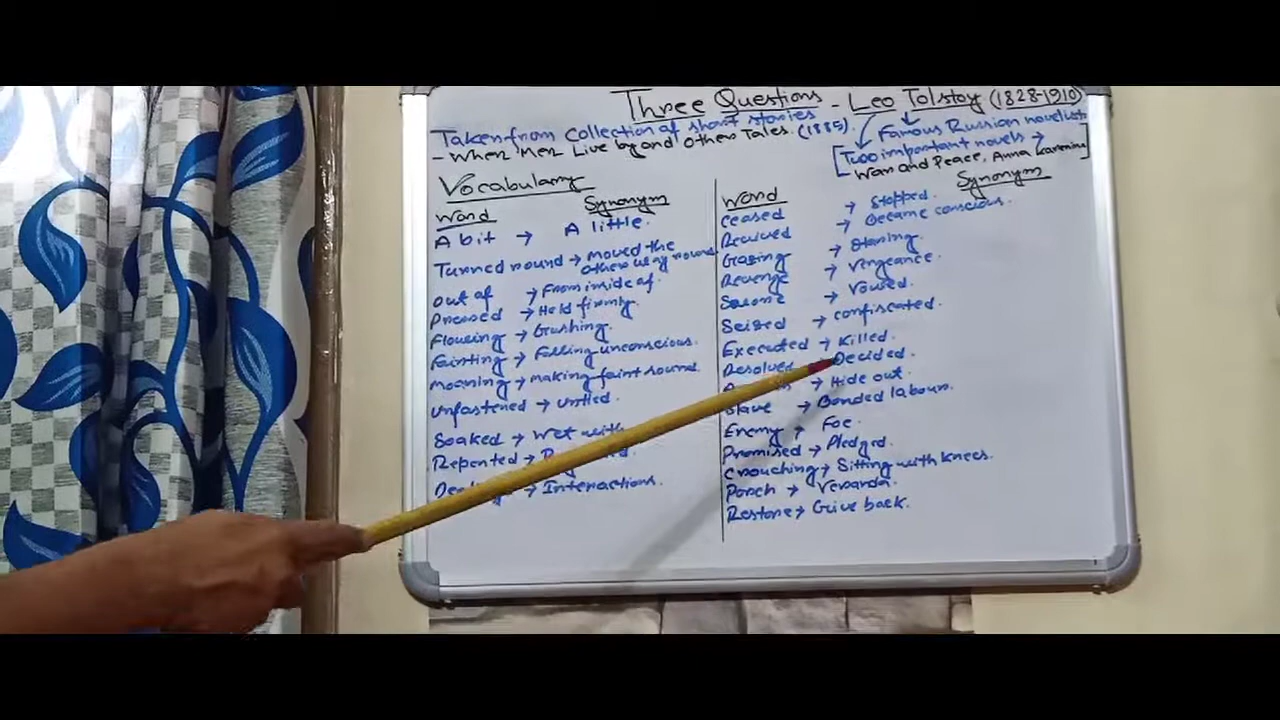 Three Questions - Leo Tolstoy (1828-1910)
Taken from collection of short stories
- When Men Live by and Other Tales. (1885).
Famous Russian novelist
[Two important novels →
War and Peace, Anna Karenina]
Vocabulary
Word Synonym
A bit → A little.
Turned round → moved the
other way round
Out of → From inside of.
Pressed → Held firmly.
Flowing → Gushing.
Fainting → Falling unconscious.
Moaning → making faint sound.
Unfastened → untied.
Soaked → Wet with
Repented →
→ Interactions.
Word Synonym
Ceased → Stopped.
Revived → Became conscious.
Gazing → Staring.
Revenge → Vengeance.
→ roused.
Seized → confiscated.
Executed → Killed.
Resolved Decided.
→ Hide out.
Slave → Bonded labour.
Enemy → Foe.
Promised → Pledged.
Crouching → Sitting with knees.
Porch → Veranda.
Restore → Give back.